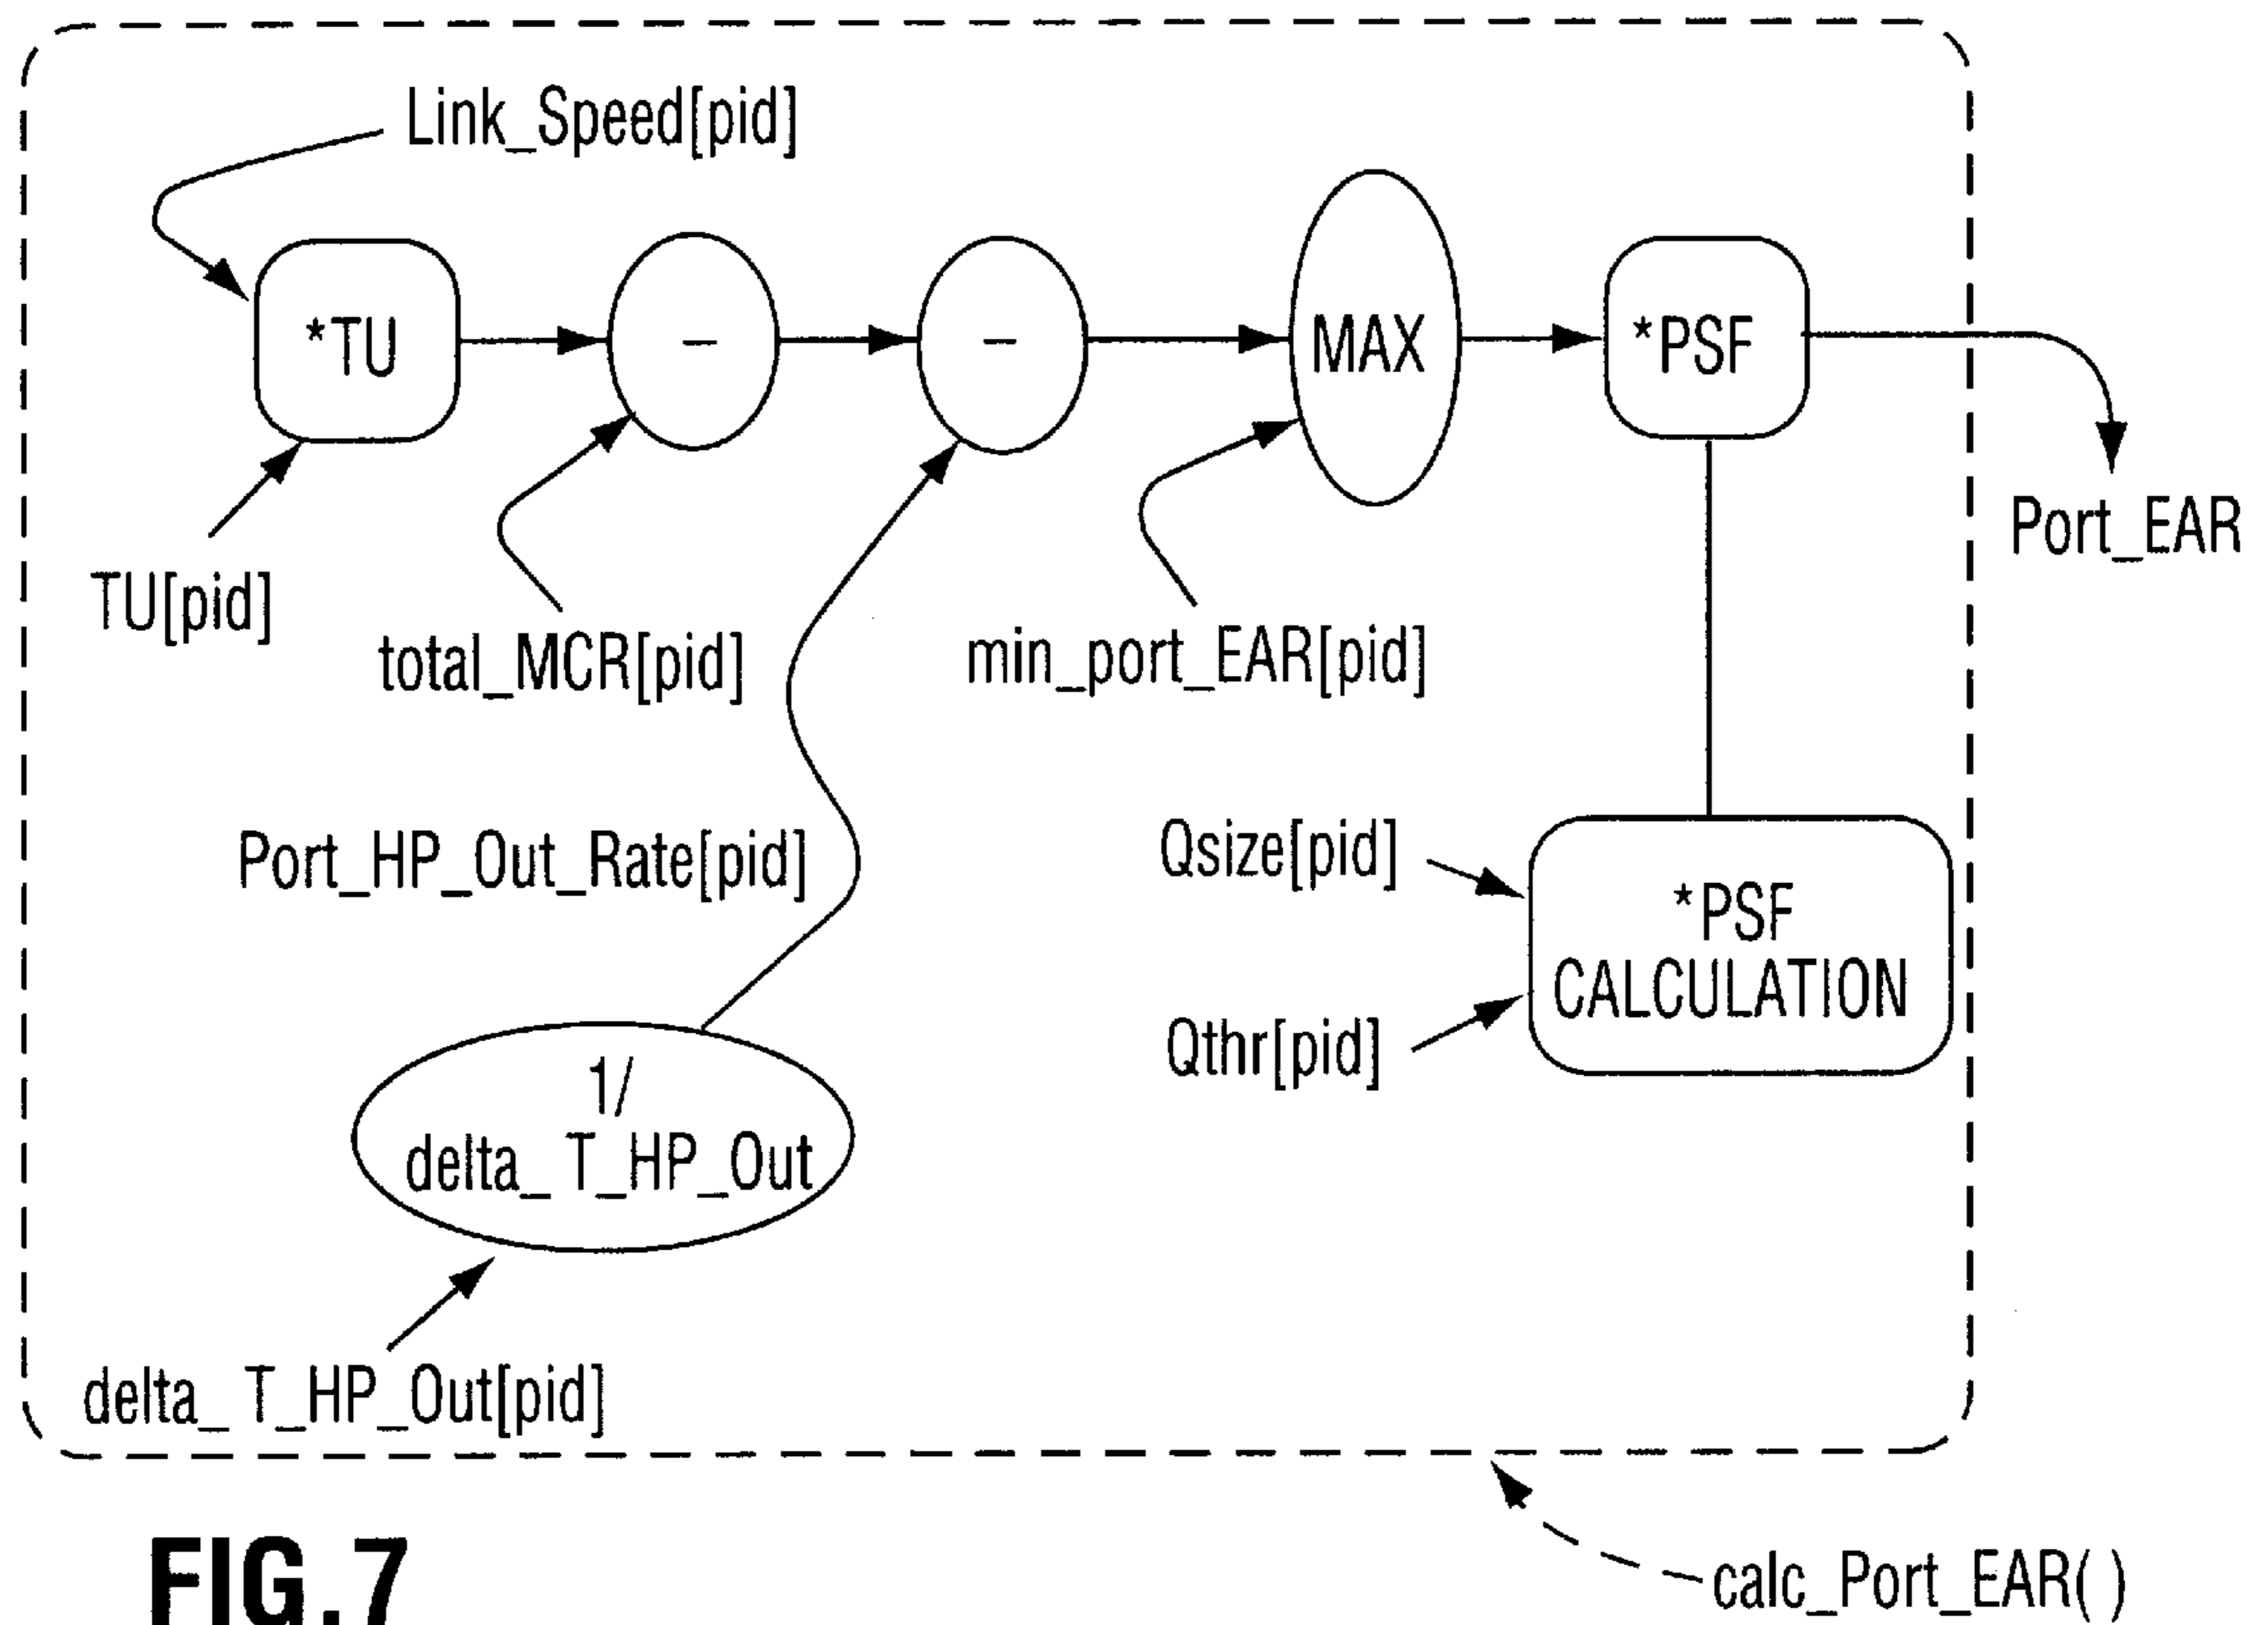 Link_Speed[pid]
*TU
–
–
MAX
*PSF
Port_EAR
TU[pid]
total_MCR[pid]
min_port_EAR[pid]
Port_HP_Out_Rate[pid]
Qsize[pid]
*PSF
CALCULATION
Qthr[pid]
1/
delta_ T_HP_Out
delta_ T_HP_Out[pid]
calc_Port_EAR( )
FIG.7